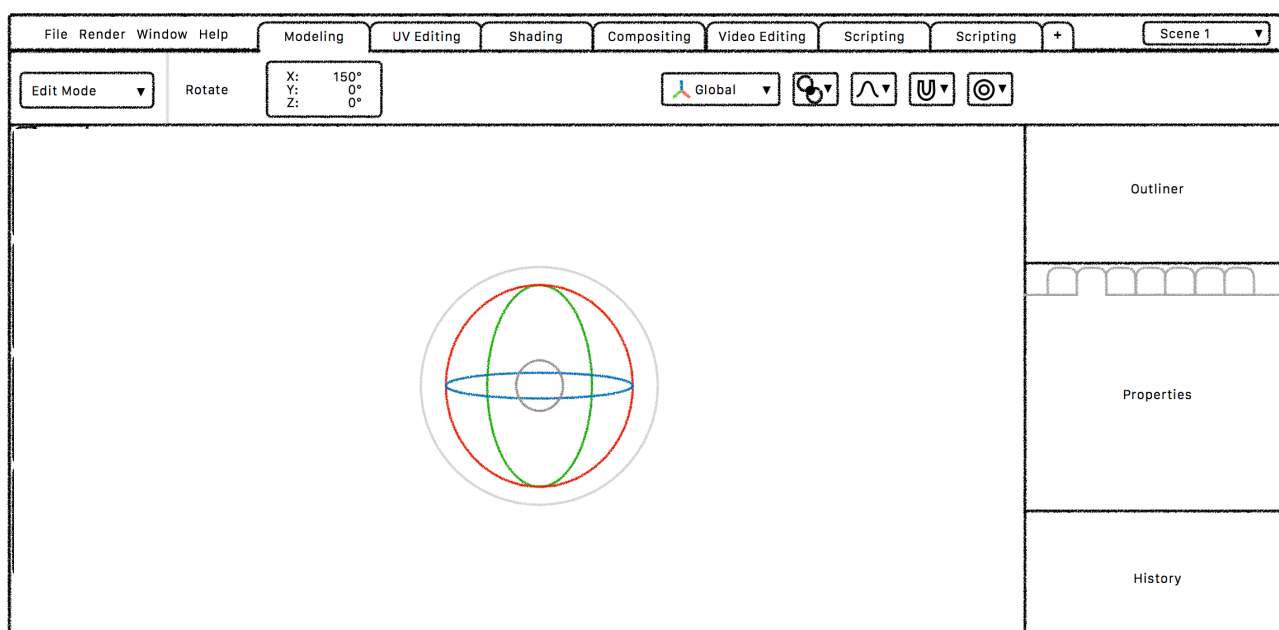 File Render Window Help
Modeling
UV Editing
Shading
Compositing
Video Editing
Scripting
Scripting
+
Scene 1
Edit Mode
Rotate
X: 150°
Y: 0°
Z: 0°
Global
Outliner
Properties
History